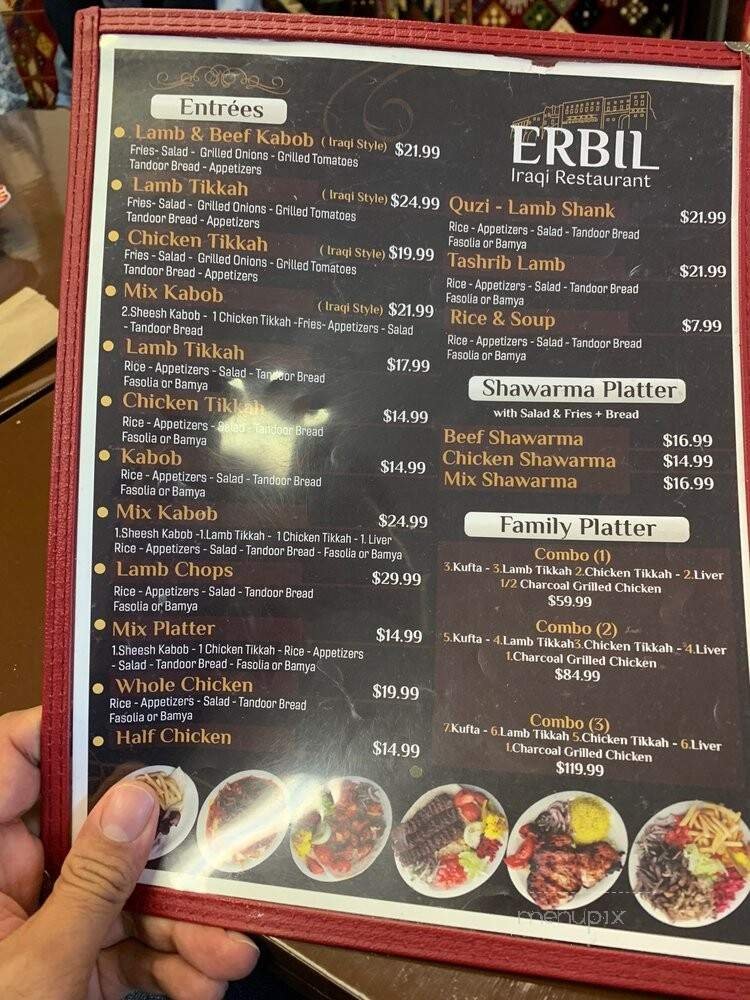 Entrées
Lamb & Beef Kabob ( Iraqi Style) $21.99
Fries- Salad - Grilled Onions - Grilled Tomatoes
Tandoor Bread - Appetizers
Lamb Tikkah ( Iraqi Style) $24.99
Fries- Salad - Grilled Onions - Grilled Tomatoes
Tandoor Bread - Appetizers
Chicken Tikkah ( Iraqi Style) $19.99
Fries - Salad - Grilled Onions - Grilled Tomatoes
Tandoor Bread - Appetizers
Mix Kabob ( Iraqi Style) $21.99
2.Sheesh Kabob - 1 Chicken Tikkah -Fries- Appetizers - Salad
- Tandoor Bread
Lamb Tikkah $17.99
Rice - Appetizers - Salad - Tandoor Bread
Fasolia or Bamya
Chicken Tikkah $14.99
Rice - Appetizers - Salad - Tandoor Bread
Fasolia or Bamya
Kabob $14.99
Rice - Appetizers - Salad - Tandoor Bread
Fasolia or Bamya
Mix Kabob $24.99
1.Sheesh Kabob -1.Lamb Tikkah - 1 Chicken Tikkah - 1. Liver
Rice - Appetizers - Salad - Tandoor Bread - Fasolia or Bamya
Lamb Chops $29.99
Rice - Appetizers - Salad - Tandoor Bread
Fasolia or Bamya
Mix Platter $14.99
1.Sheesh Kabob - 1 Chicken Tikkah - Rice - Appetizers
- Salad - Tandoor Bread - Fasolia or Bamya
Whole Chicken $19.99
Rice - Appetizers - Salad - Tandoor Bread
Fasolia or Bamya
Half Chicken $14.99
ERBIL
Iraqi Restaurant
Quzi - Lamb Shank $21.99
Rice - Appetizers - Salad - Tandoor Bread
Fasolia or Bamya
Tashrib Lamb $21.99
Rice - Appetizers - Salad - Tandoor Bread
Fasolia or Bamya
Rice & Soup $7.99
Rice - Appetizers - Salad - Tandoor Bread
Fasolia or Bamya
Shawarma Platter
with Salad & Fries + Bread
Beef Shawarma $16.99
Chicken Shawarma $14.99
Mix Shawarma $16.99
Family Platter
Combo (1)
3.Kufta - 3.Lamb Tikkah 2.Chicken Tikkah - 2.Liver
1/2 Charcoal Grilled Chicken
$59.99
Combo (2)
5.Kufta - 4.Lamb Tikkah3.Chicken Tikkah - 4.Liver
1.Charcoal Grilled Chicken
$84.99
Combo (3)
7.Kufta - 6.Lamb Tikkah 5.Chicken Tikkah - 6.Liver
1.Charcoal Grilled Chicken
$119.99
menupix